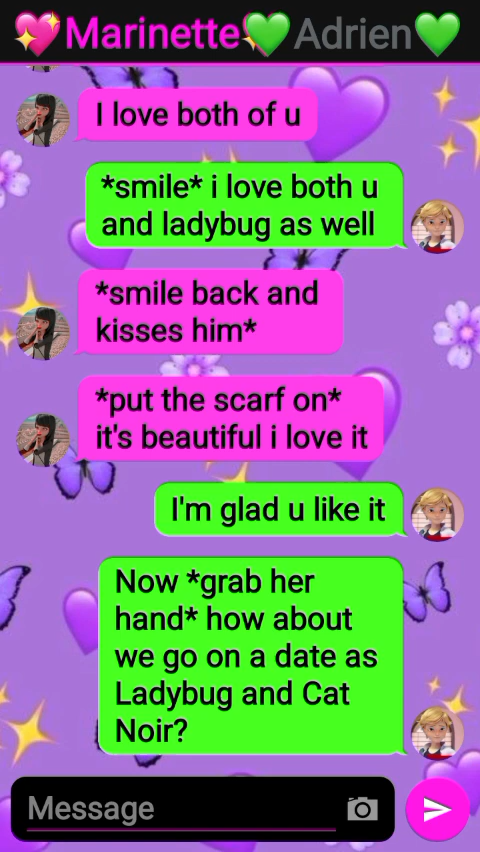 💖Marinette✨💚Adrien💚
I love both of u
*smile* i love both u
and ladybug as well
*smile back and
kisses him*
*put the scarf on*
it's beautiful i love it
I'm glad u like it
Now *grab her
hand* how about
we go on a date as
Ladybug and Cat
Noir?
Message